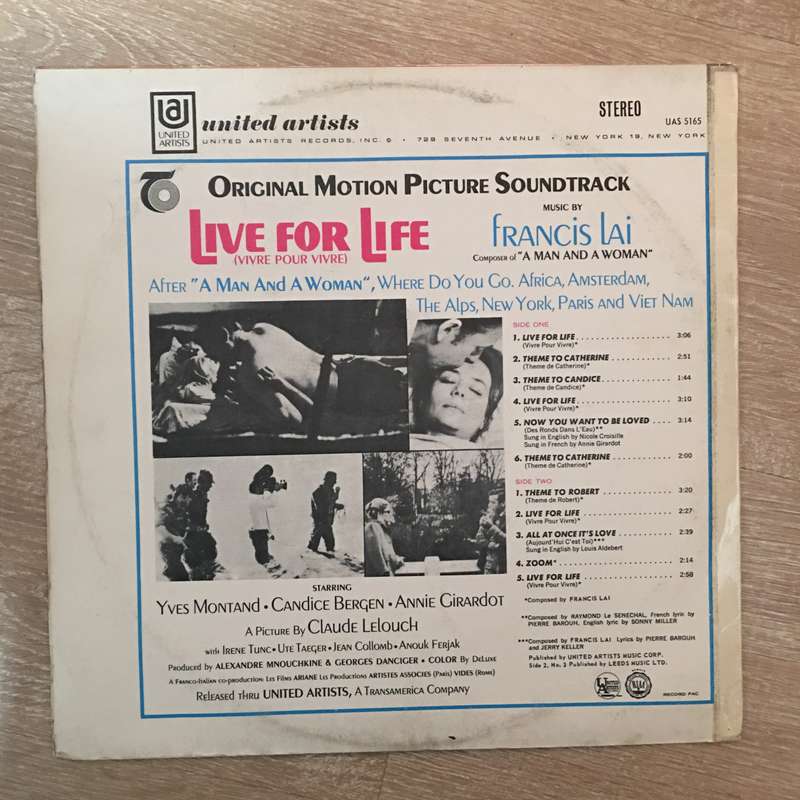 UA
UNITED
ARTISTS
united artists
STEREO
UAS 5165
UNITED ARTISTS RECORDS, INC. • 729 SEVENTH AVENUE • NEW YORK 19, NEW YORK
ORIGINAL MOTION PICTURE SOUNDTRACK
LIVE FOR LIFE
(VIVRE POUR VIVRE)
MUSIC BY
FRANCIS LAI
COMPOSER OF "A MAN AND A WOMAN"
AFTER "A MAN AND A WOMAN", WHERE DO YOU GO. AFRICA, AMSTERDAM,
THE ALPS, NEW YORK, PARIS AND VIET NAM
SIDE ONE
1. LIVE FOR LIFE . . . . . . . . . . . . . . . . . . . . 3:06
(Vivre Pour Vivre)*
2. THEME TO CATHERINE . . . . . . . . . . . . 2:51
(Theme de Catherine)*
3. THEME TO CANDICE . . . . . . . . . . . . . . 1:44
(Theme de Candice)*
4. LIVE FOR LIFE . . . . . . . . . . . . . . . . . . . . 3:10
(Vivre Pour Vivre)*
5. NOW YOU WANT TO BE LOVED . . . . 3:14
(Des Ronds Dans L'Eau)**
Sung in English by Nicole Croisille
Sung in French by Annie Girardot
6. THEME TO CATHERINE . . . . . . . . . . . . 2:00
(Theme de Catherine)*
SIDE TWO
1. THEME TO ROBERT . . . . . . . . . . . . . . . 3:20
(Theme de Robert)*
2. LIVE FOR LIFE . . . . . . . . . . . . . . . . . . . . 2:27
(Vivre Pour Vivre)*
3. ALL AT ONCE IT'S LOVE . . . . . . . . . . . 2:39
(Aujourd'Hui C'est Toi)***
Sung in English by Louis Aldebert
4. ZOOM* . . . . . . . . . . . . . . . . . . . . . . . . . . 2:14
5. LIVE FOR LIFE . . . . . . . . . . . . . . . . . . . . 2:58
(Vivre Pour Vivre)*
*Composed by FRANCIS LAI
**Composed by RAYMOND Le SENECHAL, French lyric by
PIERRE BAROUH, English lyric by SONNY MILLER
***Composed by FRANCIS LAI Lyrics by PIERRE BAROUH
and JERRY KELLER
Published by UNITED ARTISTS MUSIC CORP.
Side 2, No. 3 Published by LEEDS MUSIC LTD.
STARRING
YVES MONTAND • CANDICE BERGEN • ANNIE GIRARDOT
A PICTURE BY CLAUDE LELOUCH
WITH IRENE TUNC • UTE TAEGER • JEAN COLLOMB • ANOUK FERJAK
PRODUCED BY ALEXANDRE MNOUCHKINE & GEORGES DANCIGER • COLOR BY DELUXE
A FRANCO-ITALIAN CO-PRODUCTION: LES FILMS ARIANE LES PRODUCTIONS ARTISTES ASSOCIES (PARIS) VIDES (ROME)
RELEASED THRU UNITED ARTISTS, A TRANSAMERICA COMPANY
RECORD PAC